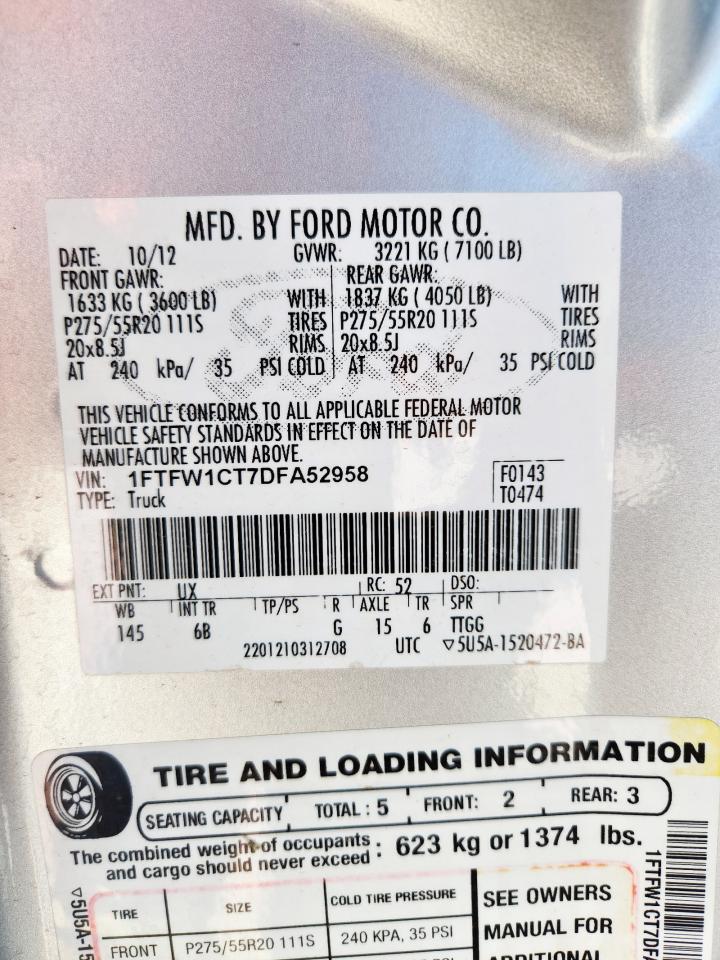 MFD. BY FORD MOTOR CO.
DATE: 10/12 GVWR: 3221 KG ( 7100 LB)
FRONT GAWR: REAR GAWR:
1633 KG ( 3600 LB) WITH 1837 KG ( 4050 LB) WITH
P275/55R20 111S TIRES P275/55R20 111S TIRES
20x8.5J RIMS 20x8.5J RIMS
AT 240 kPa/ 35 PSI COLD AT 240 kPa/ 35 PSI COLD
THIS VEHICLE CONFORMS TO ALL APPLICABLE FEDERAL MOTOR
VEHICLE SAFETY STANDARDS IN EFFECT ON THE DATE OF
MANUFACTURE SHOWN ABOVE.
VIN: 1FTFW1CT7DFA52958 F0143
TYPE: Truck T0474
EXT PNT: UX RC: 52 DSO:
WB INT TR TP/PS R AXLE TR SPR
145 6B G 15 6 TTGG
2201210312708 UTC ▽5U5A-1520472-BA
TIRE AND LOADING INFORMATION
SEATING CAPACITY TOTAL : 5 FRONT: 2 REAR: 3
The combined weight of occupants
and cargo should never exceed : 623 kg or 1374 lbs.
TIRE SIZE COLD TIRE PRESSURE SEE OWNERS
MANUAL FOR
FRONT P275/55R20 111S 240 KPA, 35 PSI
ADDITIONAL
▽5U5A-15
1FTFW1CT7DFA